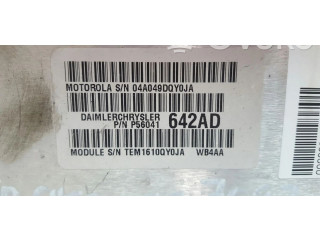 MOTOROLA S/N 04A049DQY0JA
DAIMLERCHRYSLER
P/N P56041 642AD
MODULE S/N TEM1610QY0JA WB4AA